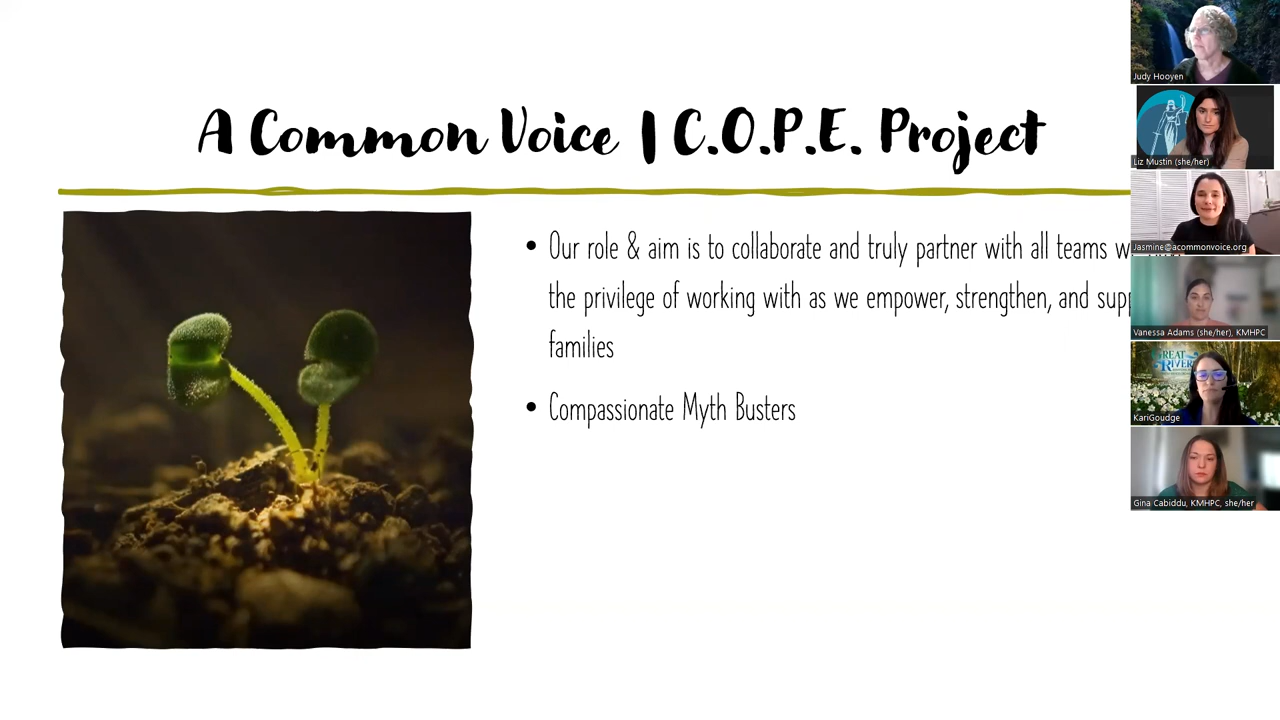 A Common Voice | C.O.P.E. Project
• Our role & aim is to collaborate and truly partner with all teams
the privilege of working with as we empower, strengthen, and
families
• Compassionate Myth Busters
Judy Hooyen
Liz Mustin (she/her)
Jasmine@acommonvoice.org
Vanessa Adams (she/her), KMHPC
GREAT
RIVERS
KariGoudge
Gina Cabiddu, KMHPC, she/her